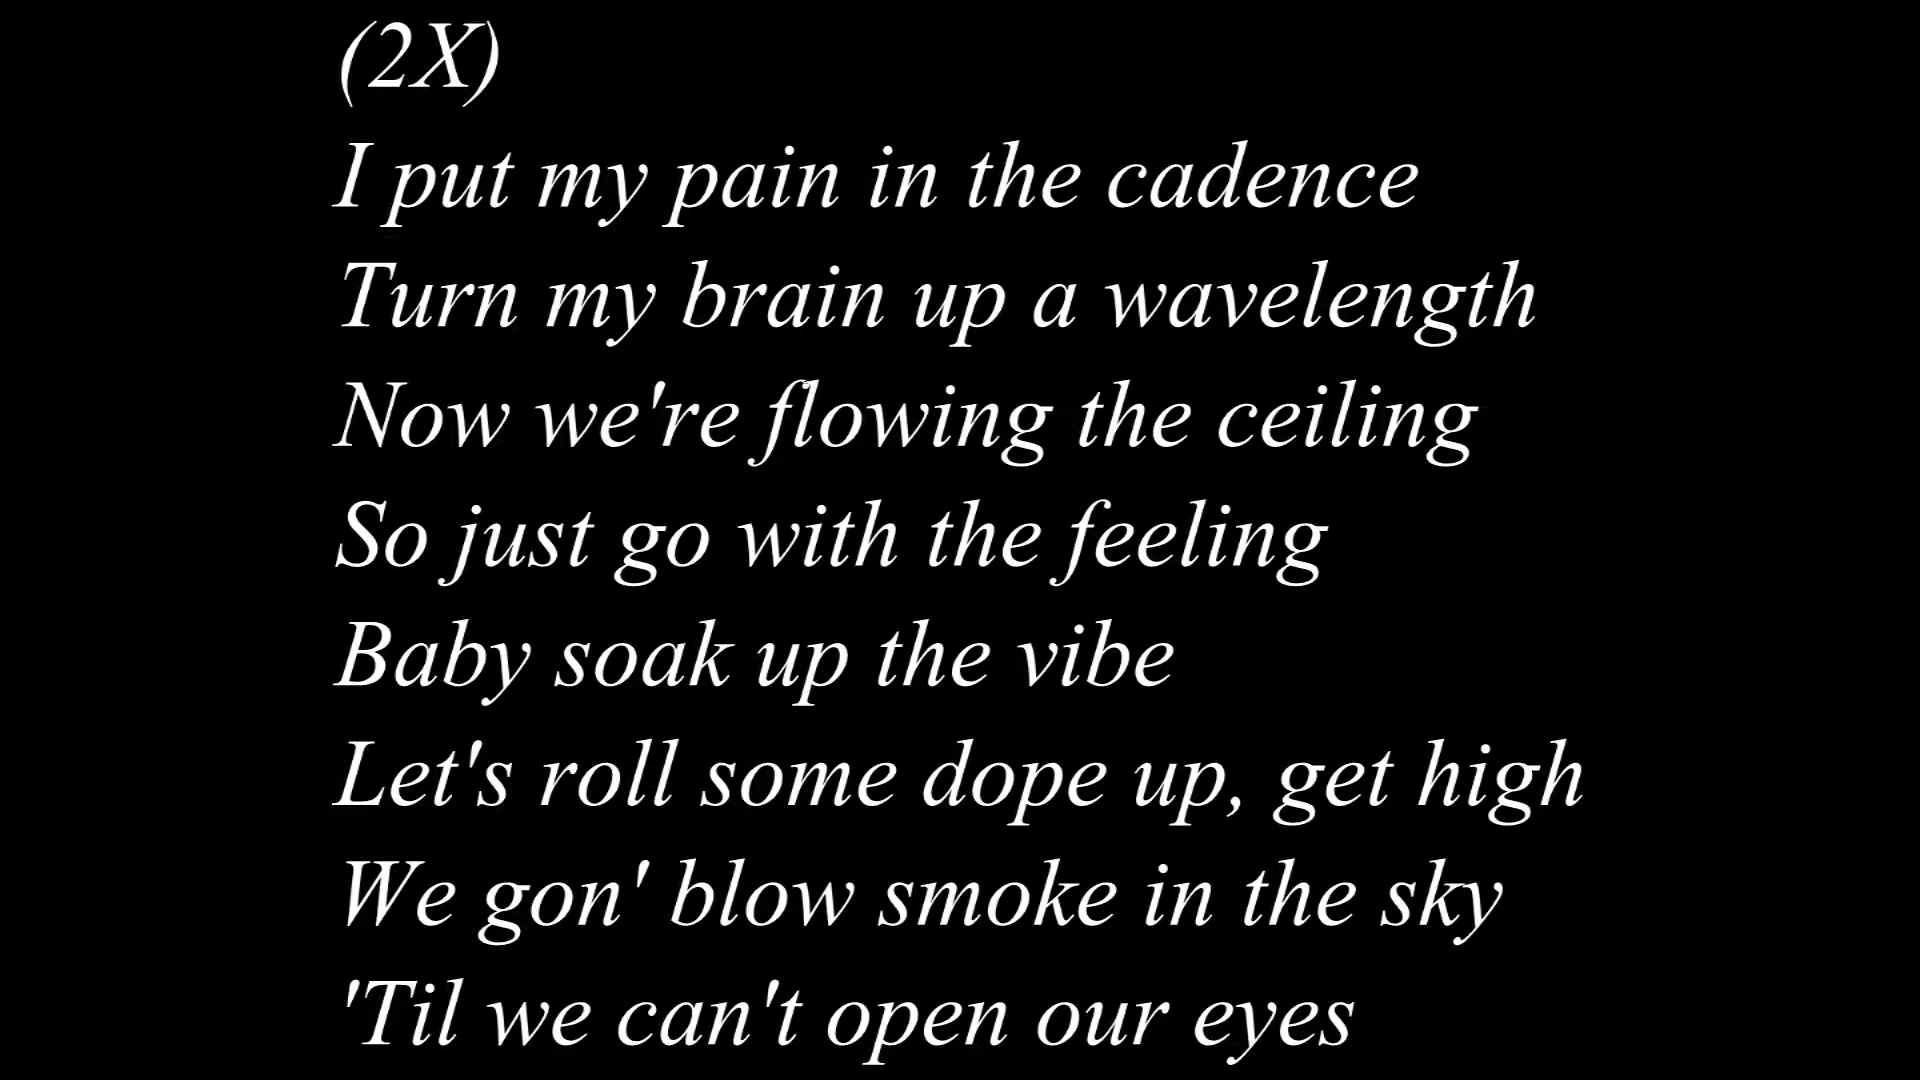 (2X)
I put my pain in the cadence
Turn my brain up a wavelength
Now we're flowing the ceiling
So just go with the feeling
Baby soak up the vibe
Let's roll some dope up, get high
We gon' blow smoke in the sky
'Til we can't open our eyes